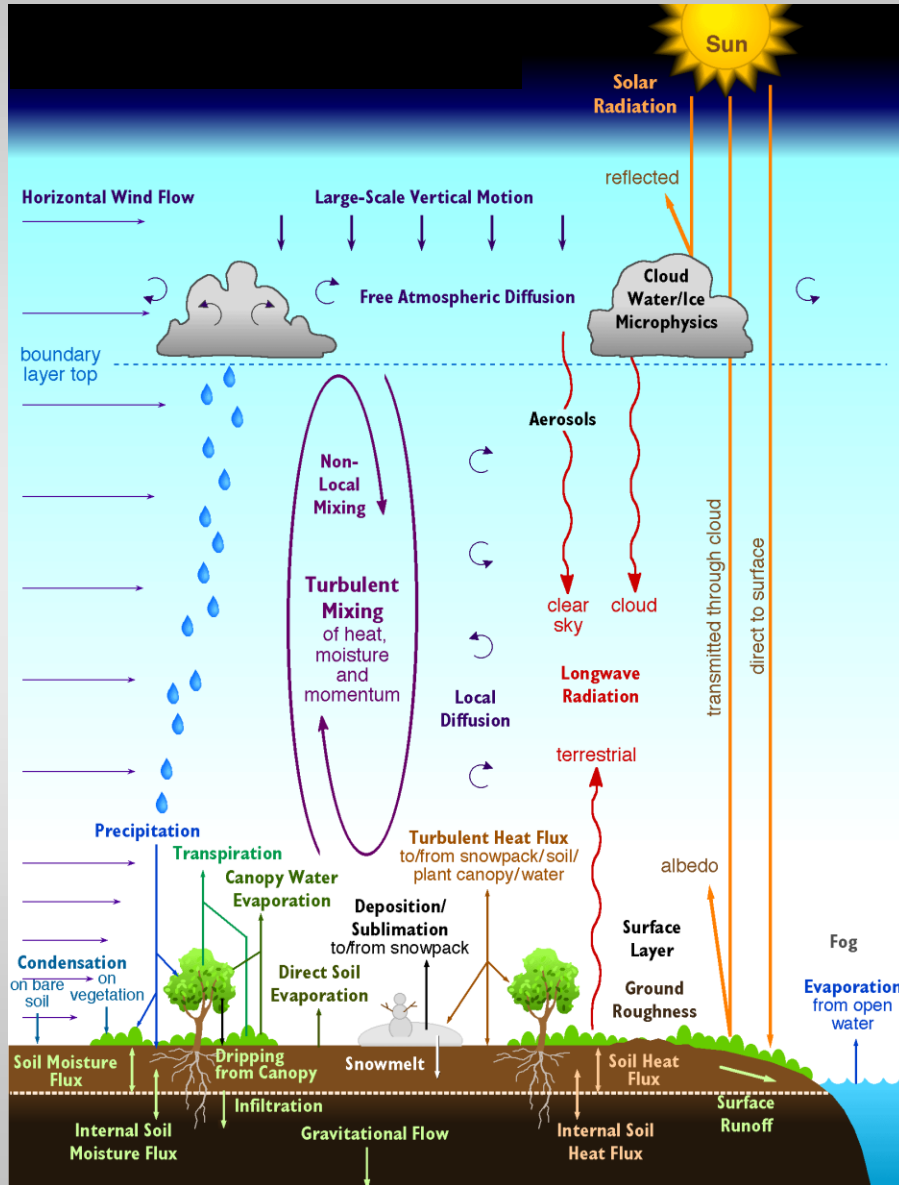 Sun
Solar
Radiation
reflected
Horizontal Wind Flow
Large-Scale Vertical Motion
Cloud
Water/Ice
Microphysics
Free Atmospheric Diffusion
boundary
layer top
Aerosols
Non-
Local
Mixing
Turbulent
Mixing
of heat,
moisture
and
momentum
clear
sky
cloud
transmitted through cloud
direct to surface
Local
Diffusion
Longwave
Radiation
terrestrial
Precipitation
Transpiration
Canopy Water
Evaporation
Turbulent Heat Flux
to/from snowpack/soil/
plant canopy/water
albedo
Deposition/
Sublimation
to/from snowpack
Surface
Layer
Fog
Condensation
on bare
soil
on
vegetation
Direct Soil
Evaporation
Ground
Roughness
Evaporation
from open
water
Soil Moisture
Flux
Dripping
from Canopy
Snowmelt
Soil Heat
Flux
Infiltration
Surface
Runoff
Internal Soil
Moisture Flux
Gravitational Flow
Internal Soil
Heat Flux